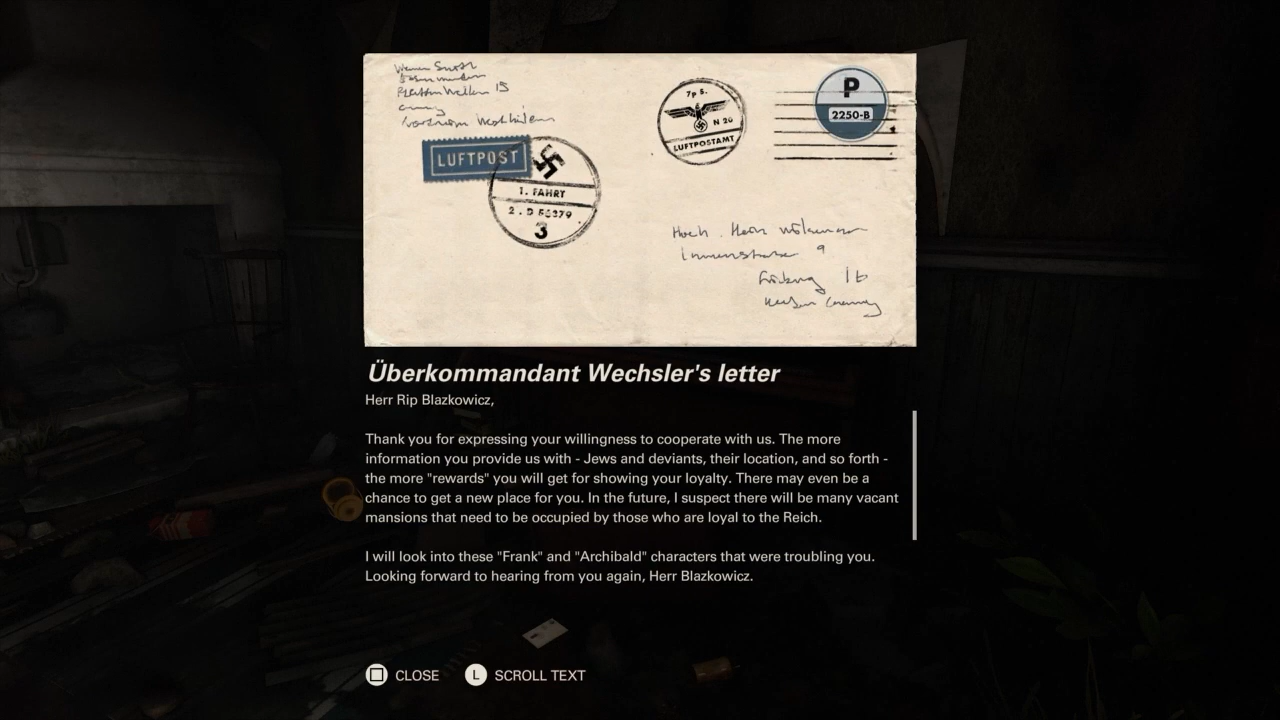 15
LUFTPOST
1. FAHRT
3
N 20
LUFTPOSTAMT
P
2250-B
9
Überkommandant Wechsler's letter
Herr Rip Blazkowicz,
Thank you for expressing your willingness to cooperate with us. The more
information you provide us with - Jews and deviants, their location, and so forth -
the more "rewards" you will get for showing your loyalty. There may even be a
chance to get a new place for you. In the future, I suspect there will be many vacant
mansions that need to be occupied by those who are loyal to the Reich.
I will look into these "Frank" and "Archibald" characters that were troubling you.
Looking forward to hearing from you again, Herr Blazkowicz.
CLOSE
L SCROLL TEXT